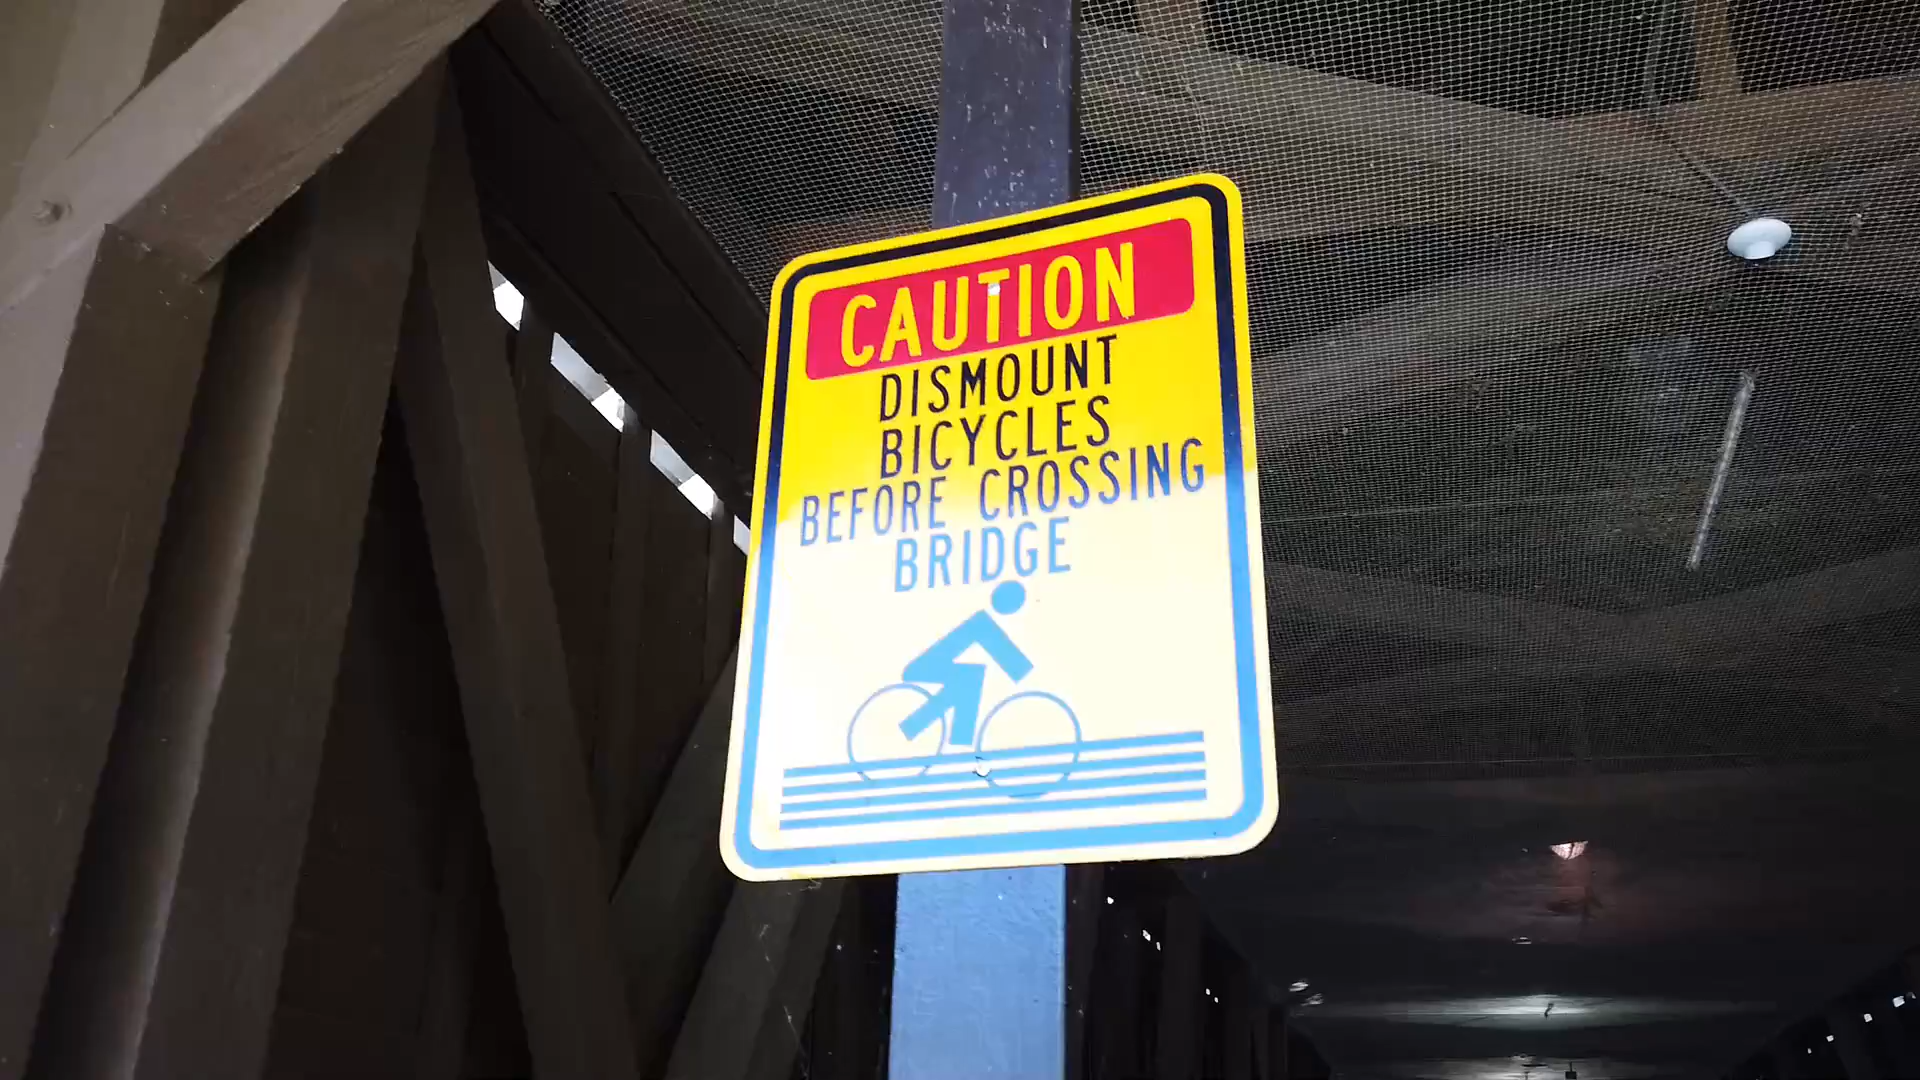 CAUTION
DISMOUNT
BICYCLES
BEFORE CROSSING
BRIDGE